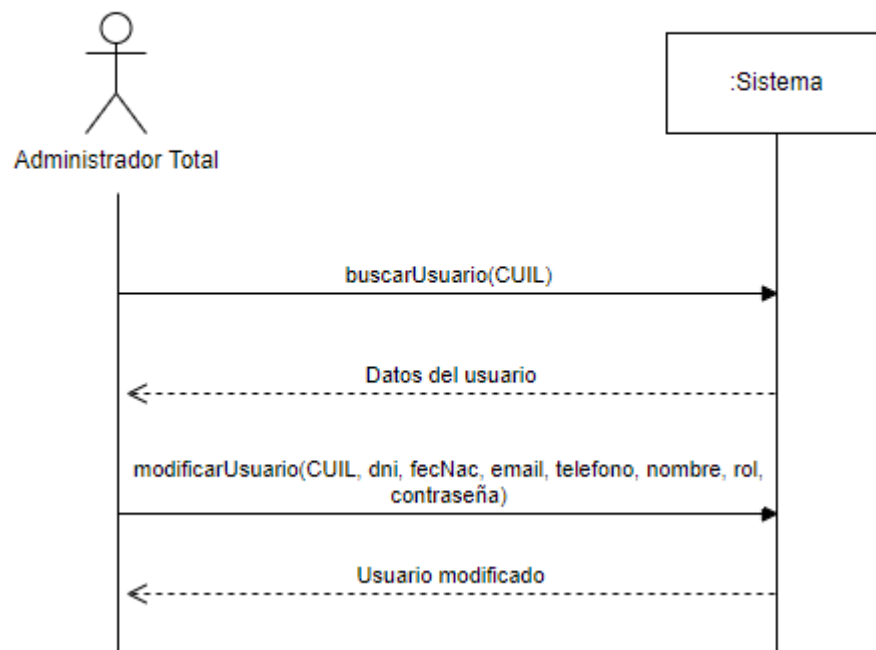 :Sistema
Administrador Total
buscarUsuario(CUIL)
Datos del usuario
modificarUsuario(CUIL, dni, fecNac, email, telefono, nombre, rol,
contraseña)
Usuario modificado